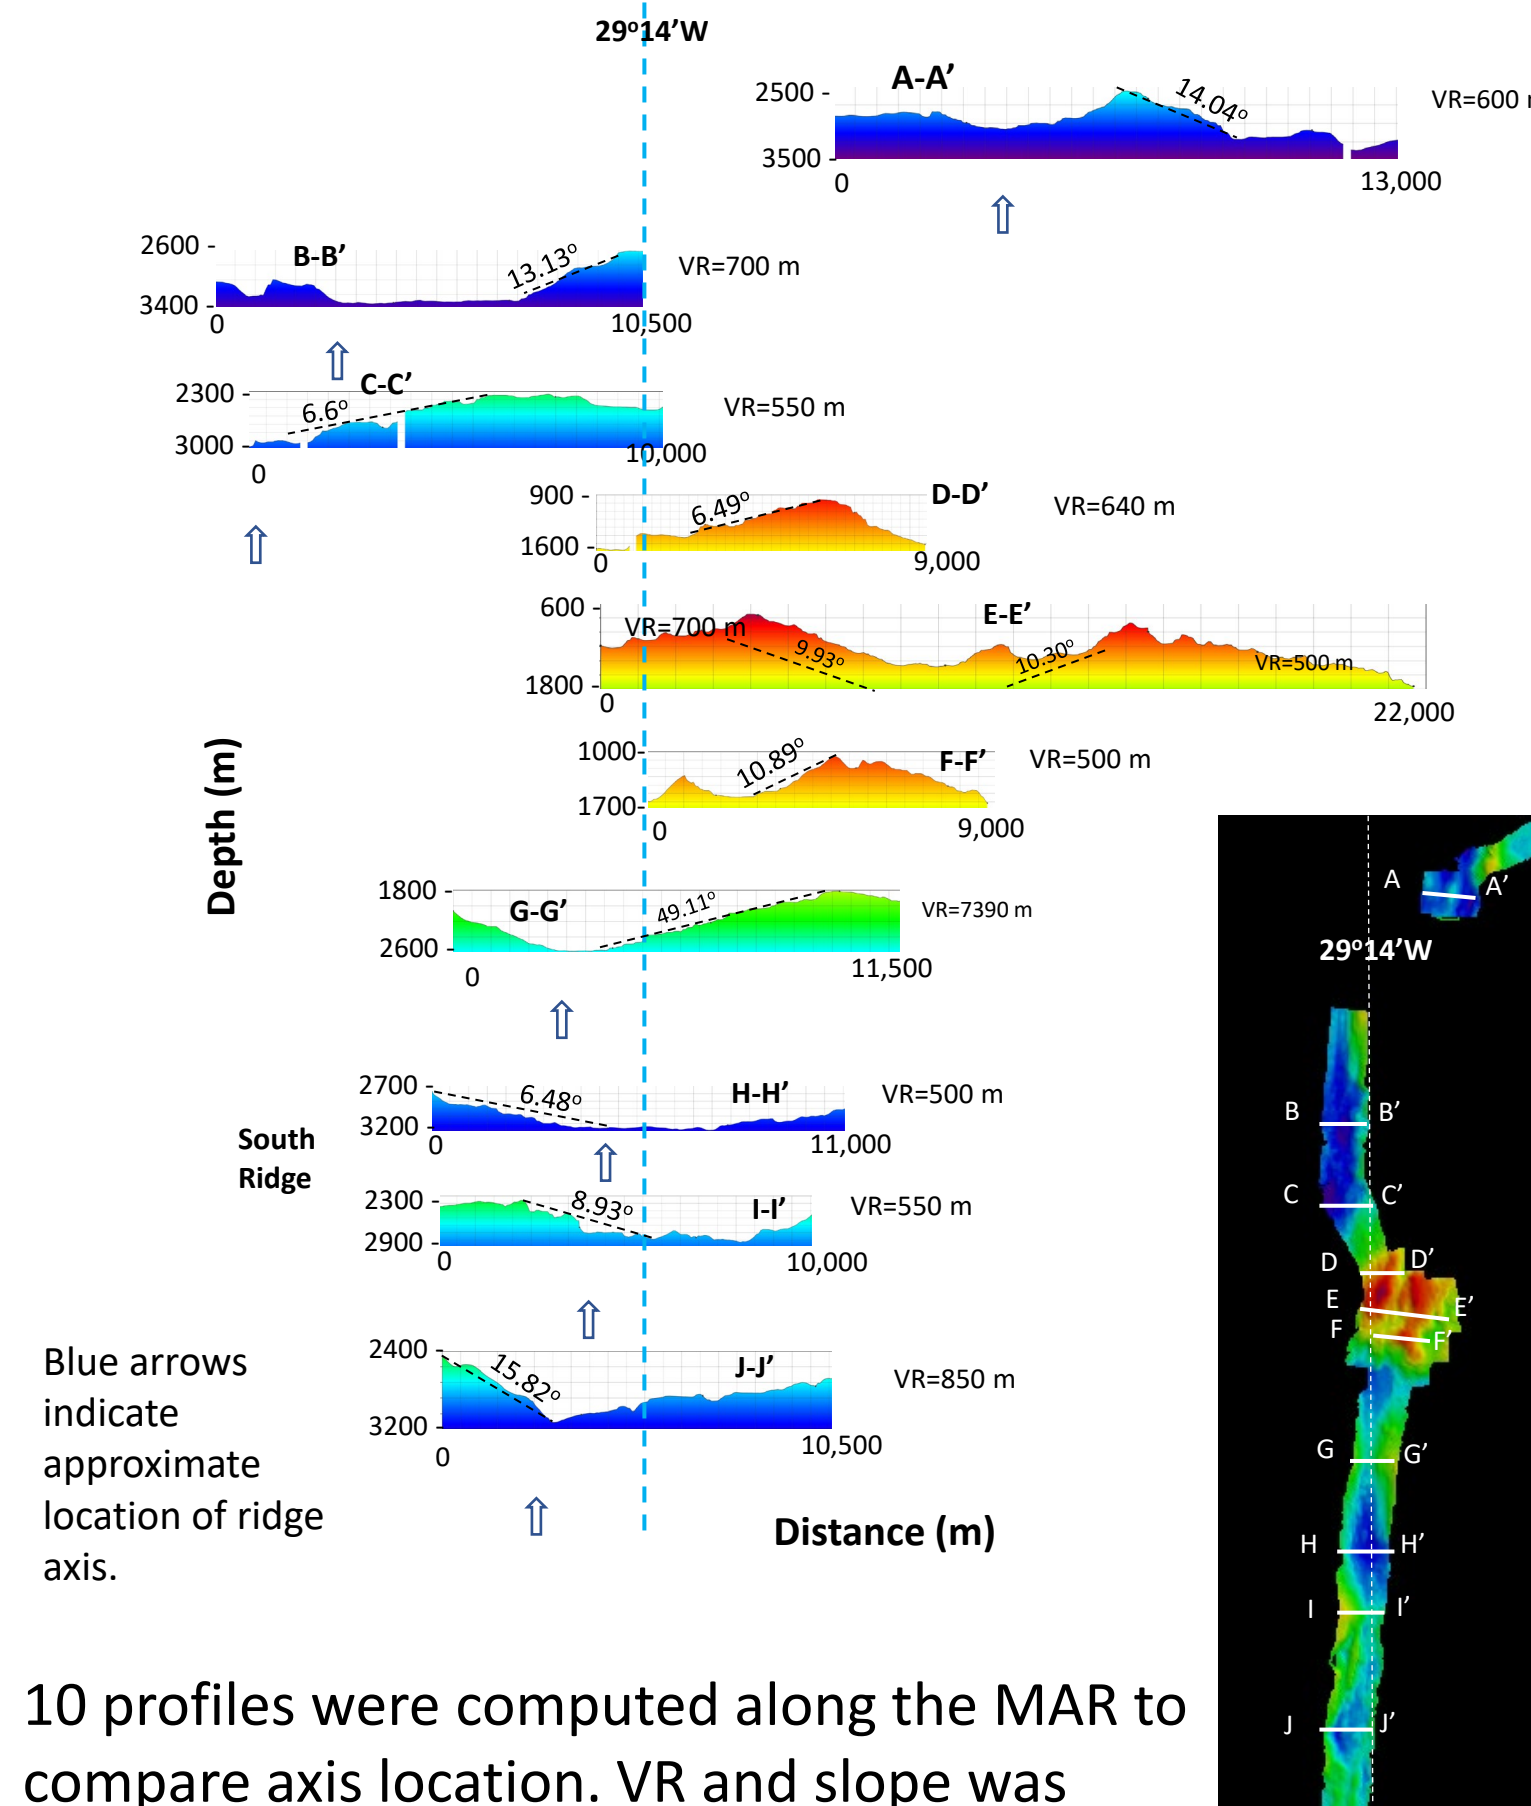 29º14’W
A-A’
2500 -
14.04º
VR=600
3500 -
0
13,000
2600 -
B-B’
13.13º
VR=700 m
3400 -
0
10,500
C-C’
2300 -
6.6º
VR=550 m
3000 -
0
10,000
900 -
6.49º
D-D’
VR=640 m
1600 -
0
9,000
600 -
VR=700 m
E-E’
9.93º
10.30º
VR=500 m
1800 -
0
22,000
1000-
10.89º
F-F’
VR=500 m
1700-
0
9,000
Depth (m)
1800 -
G-G’
49.11º
VR=7390 m
2600 -
0
11,500
2700 -
6.48º
H-H’
VR=500 m
3200 -
0
11,000
South
Ridge
2300 -
8.93º
I-I’
VR=550 m
2900 -
0
10,000
2400 -
15.82º
J-J’
VR=850 m
3200 -
0
10,500
Blue arrows
indicate
approximate
location of ridge
axis.
Distance (m)
A A’
29º14’W
B B’
C C’
D D’
E E’
F F’
G G’
H H’
I I’
J J’
10 profiles were computed along the MAR to
compare axis location. VR and slope was